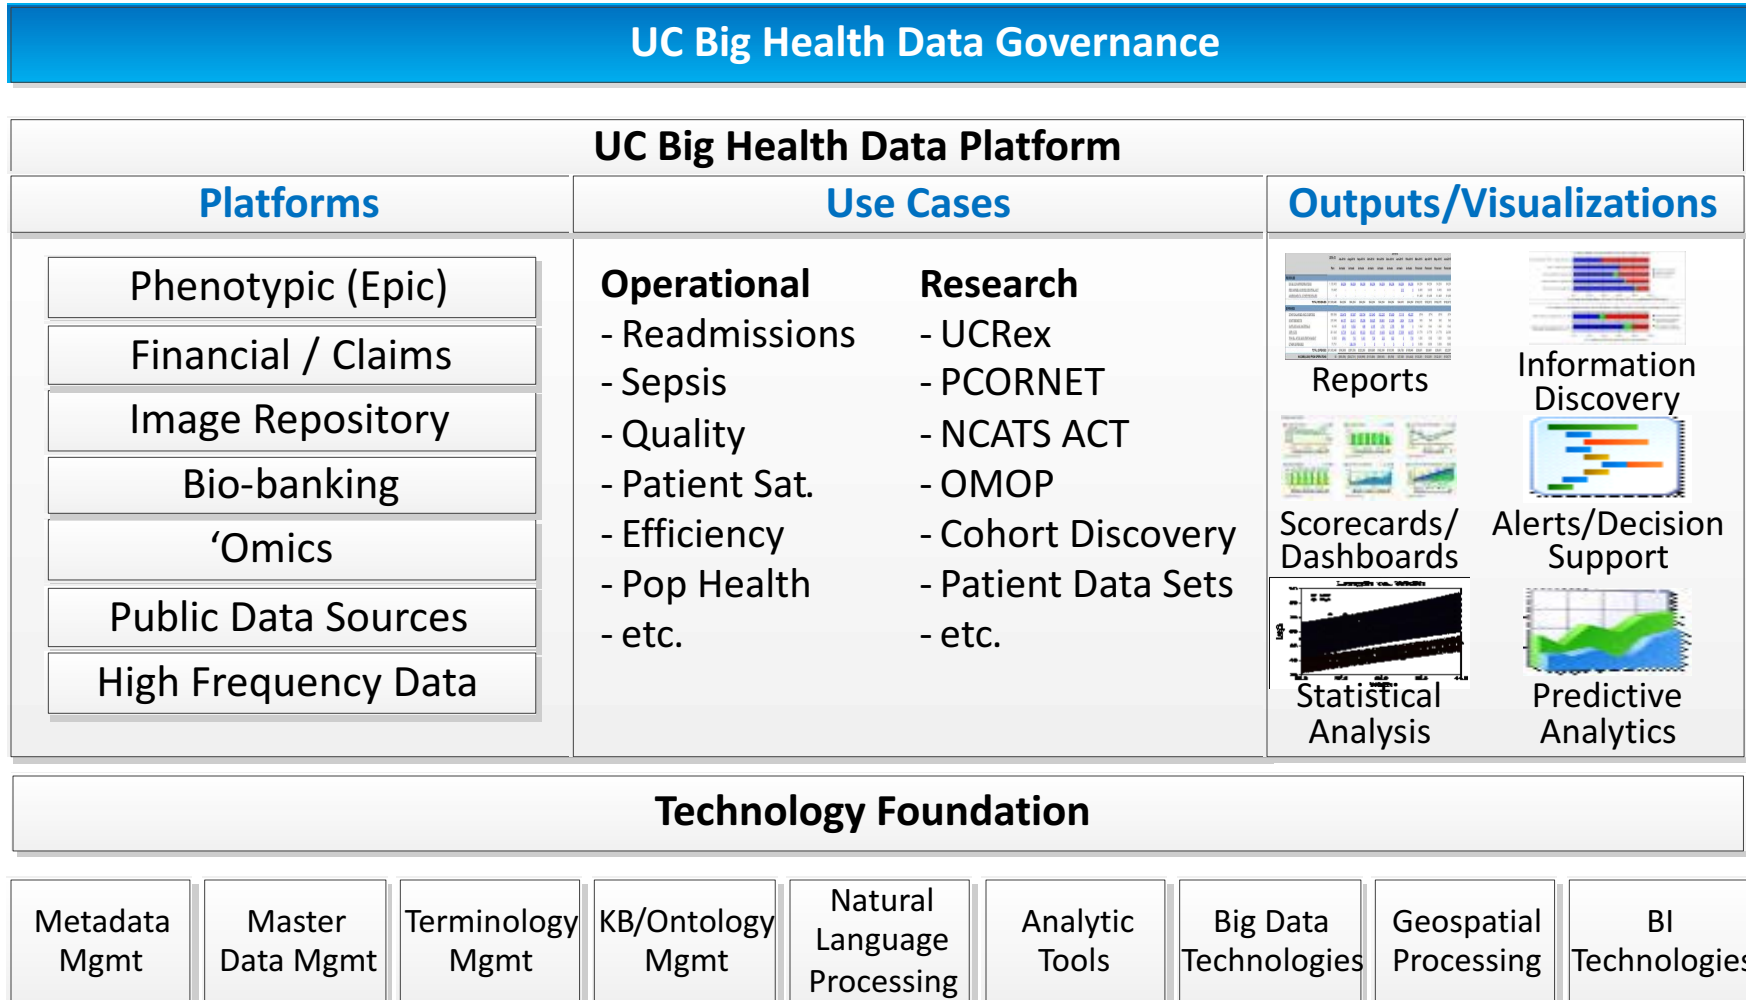 UC Big Health Data Governance
UC Big Health Data Platform
Platforms
Use Cases
Outputs/Visualizations
Phenotypic (Epic)
Financial / Claims
Image Repository
Bio-banking
‘Omics
Public Data Sources
High Frequency Data
Operational
- Readmissions
- Sepsis
- Quality
- Patient Sat.
- Efficiency
- Pop Health
- etc.
Research
- UCRex
- PCORNET
- NCATS ACT
- OMOP
- Cohort Discovery
- Patient Data Sets
- etc.
Reports
Information
Discovery
Scorecards/
Dashboards
Alerts/Decision
Support
Length vs. Width
Statistical
Analysis
Predictive
Analytics
Technology Foundation
Metadata
Mgmt
Master
Data Mgmt
Terminology
Mgmt
KB/Ontology
Mgmt
Natural
Language
Processing
Analytic
Tools
Big Data
Technologies
Geospatial
Processing
BI
Technologies